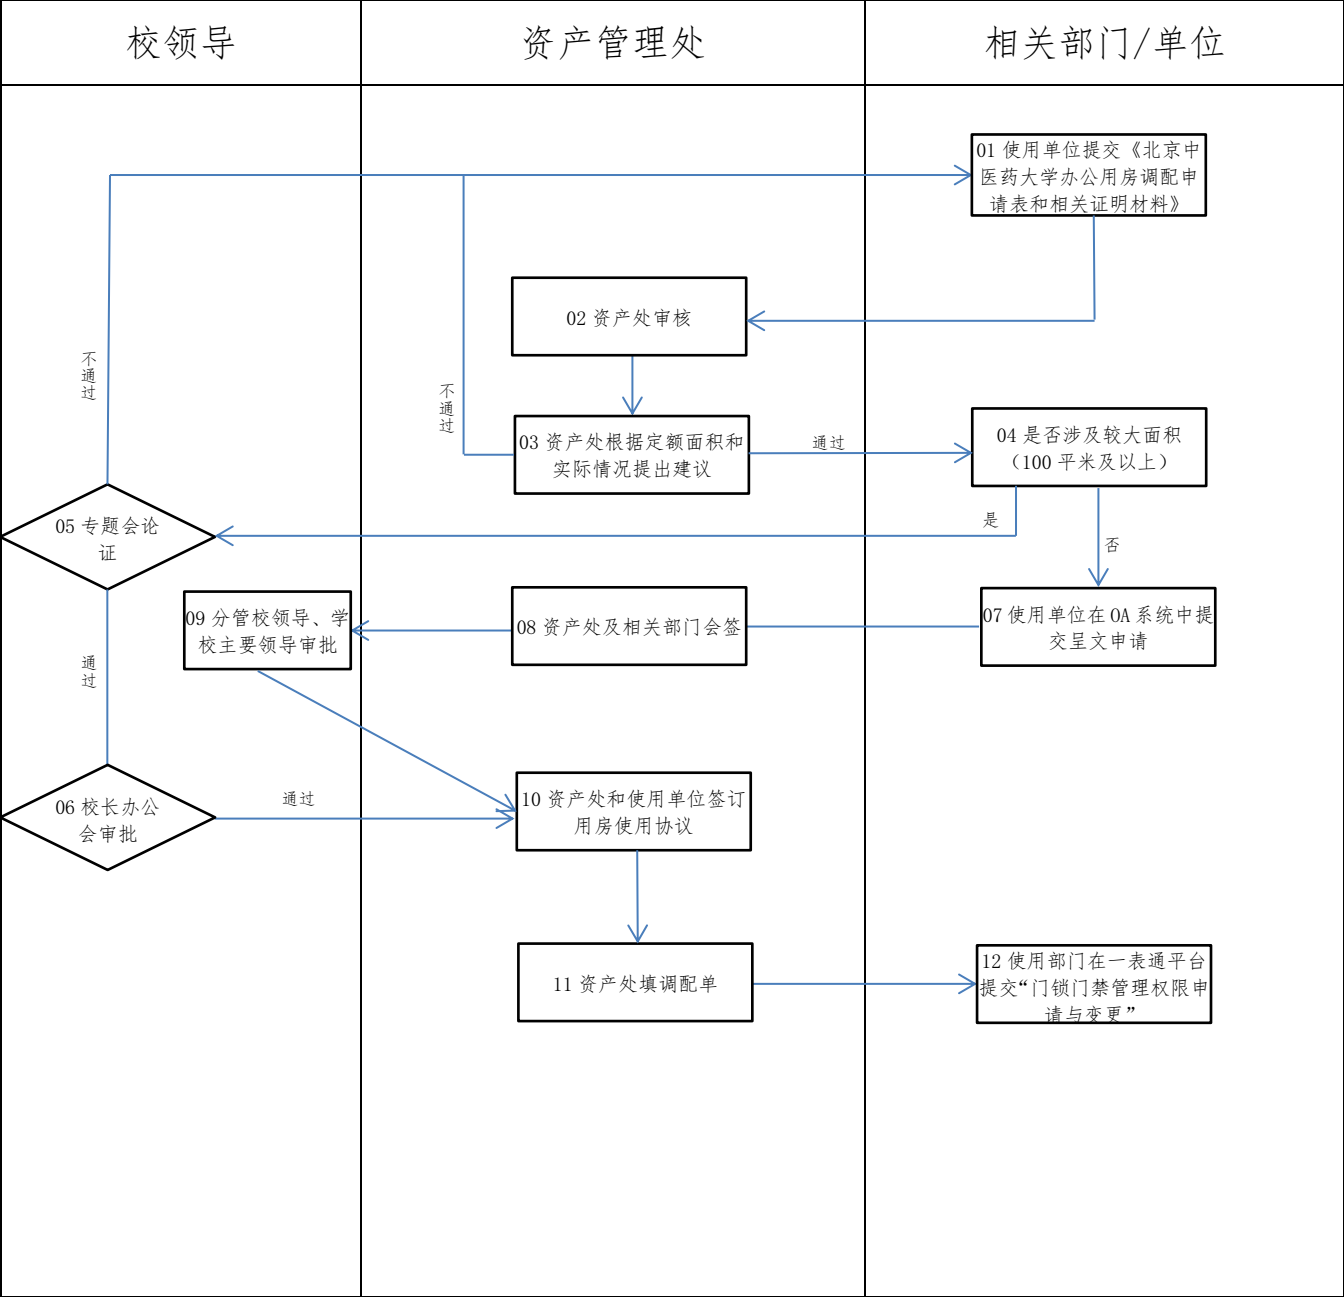 校领导
资产管理处
相关部门/单位
01 使用单位提交《北京中
医药大学办公用房调配申
请表和相关证明材料》
02 资产处审核
不通过
不通过
03 资产处根据定额面积和
实际情况提出建议
通过
04 是否涉及较大面积
（100 平米及以上）
05 专题会论
证
是
否
09 分管校领导、学
校主要领导审批
08 资产处及相关部门会签
07 使用单位在 OA 系统中提
交呈文申请
通过
06 校长办公
会审批
通过
10 资产处和使用单位签订
用房使用协议
11 资产处填调配单
12 使用部门在一表通平台
提交“门锁门禁管理权限申
请与变更”